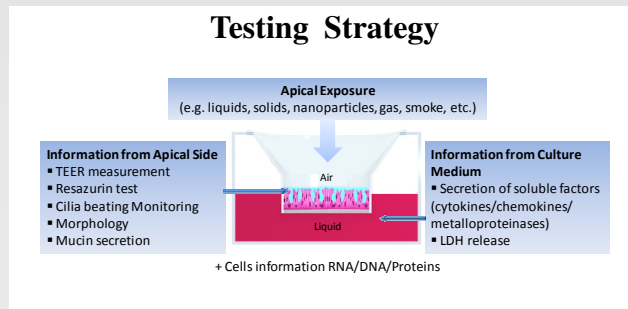 Testing Strategy
Apical Exposure
(e.g. liquids, solids, nanoparticles, gas, smoke, etc.)
Information from Apical Side
▪ TEER measurement
▪ Resazurin test
▪ Cilia beating Monitoring
▪ Morphology
▪ Mucin secretion
Air
Liquid
Information from Culture
Medium
▪ Secretion of soluble factors
(cytokines/chemokines/
metalloproteinases)
▪ LDH release
+ Cells information RNA/DNA/Proteins